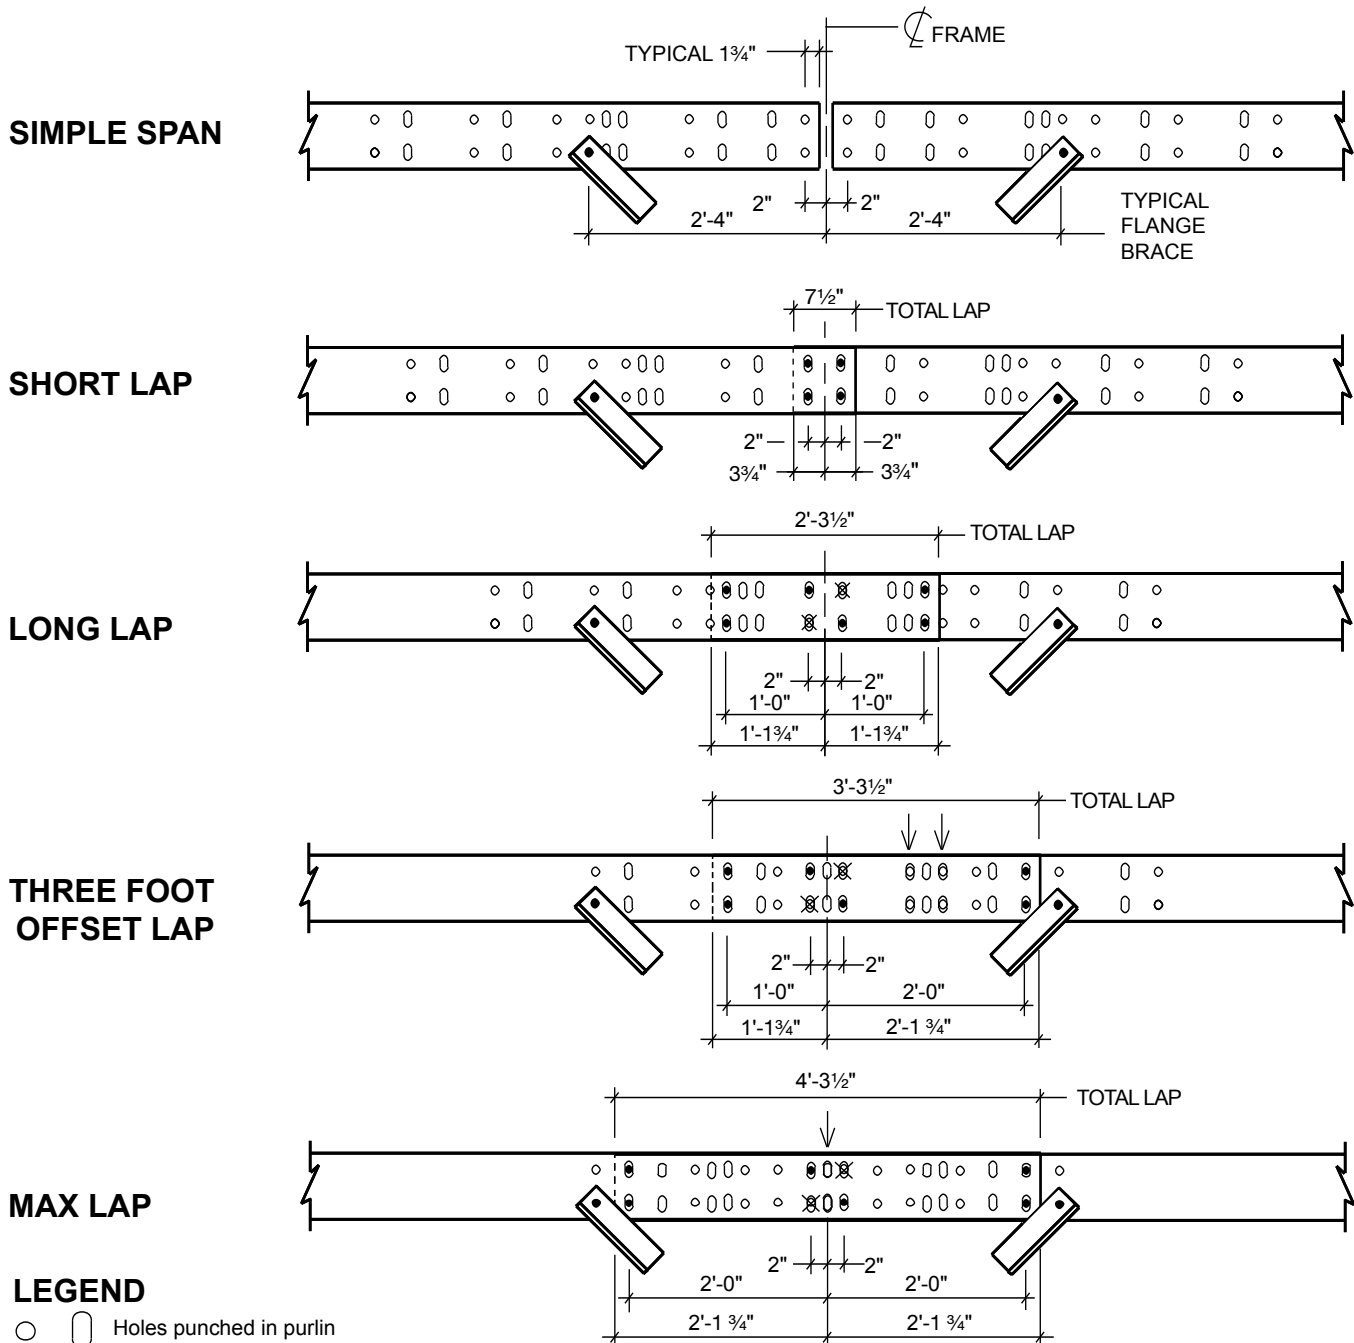 ℄ FRAME
TYPICAL 1¾"
SIMPLE SPAN
2" 2"
2'-4" 2'-4"
TYPICAL
FLANGE
BRACE
7½" TOTAL LAP
SHORT LAP
2" 2"
3¾" 3¾"
2'-3½" TOTAL LAP
LONG LAP
2" 2"
1'-0" 1'-0"
1'-1¾" 1'-1¾"
3'-3½" TOTAL LAP
THREE FOOT
OFFSET LAP
2" 2"
1'-0" 2'-0"
1'-1¾" 2'-1 ¾"
4'-3½" TOTAL LAP
MAX LAP
2" 2"
2'-0" 2'-0"
2'-1 ¾" 2'-1 ¾"
LEGEND
Holes punched in purlin